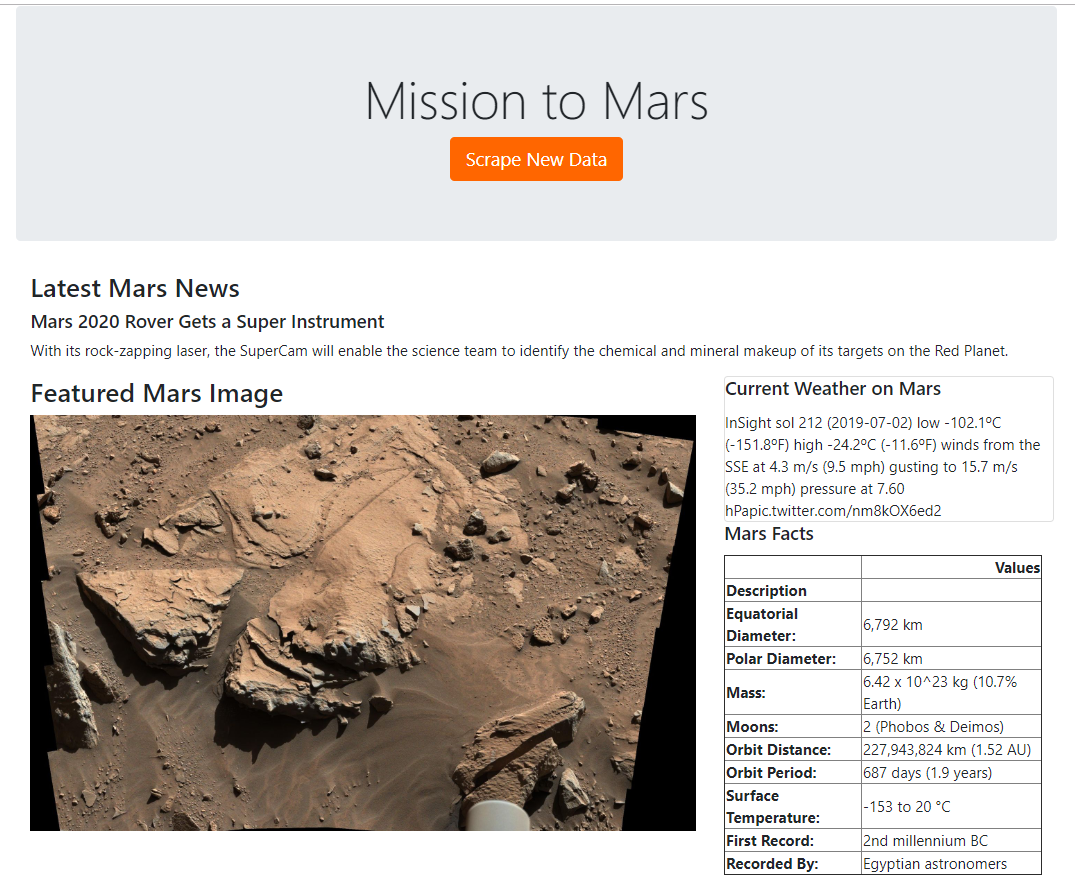 Mission to Mars
Scrape New Data
Latest Mars News
Mars 2020 Rover Gets a Super Instrument
With its rock-zapping laser, the SuperCam will enable the science team to identify the chemical and mineral makeup of its targets on the Red Planet.
Featured Mars Image
Current Weather on Mars
InSight sol 212 (2019-07-02) low -102.1ºC
(-151.8ºF) high -24.2ºC (-11.6ºF) winds from the
SSE at 4.3 m/s (9.5 mph) gusting to 15.7 m/s
(35.2 mph) pressure at 7.60
hPapic.twitter.com/nm8kOX6ed2
Mars Facts
Values
Description
Equatorial
Diameter:
6,792 km
Polar Diameter:
6,752 km
Mass:
6.42 x 10^23 kg (10.7%
Earth)
Moons:
2 (Phobos & Deimos)
Orbit Distance:
227,943,824 km (1.52 AU)
Orbit Period:
687 days (1.9 years)
Surface
Temperature:
-153 to 20 °C
First Record:
2nd millennium BC
Recorded By:
Egyptian astronomers